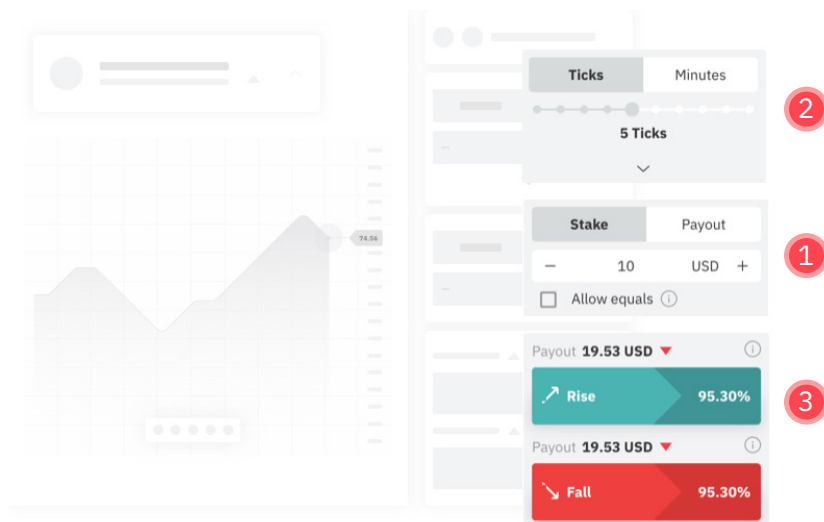 Ticks Minutes
5 Ticks
2
Stake Payout
− 10 USD +
Allow equals
1
Payout 19.53 USD
Rise 95.30%
3
Payout 19.53 USD
Fall 95.30%
74.56